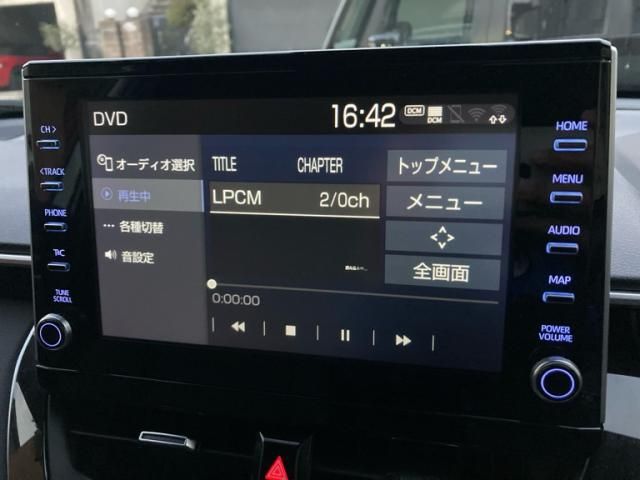 DVD
16:42
DCM
DCM
オーディオ選択
再生中
各種切替
音設定
TITLE CHAPTER
LPCM 2/0ch
トップメニュー
メニュー
全画面
0:00:00
CH >
< TRACK
PHONE
TUNE
SCROLL
HOME
MENU
AUDIO
MAP
POWER
VOLUME